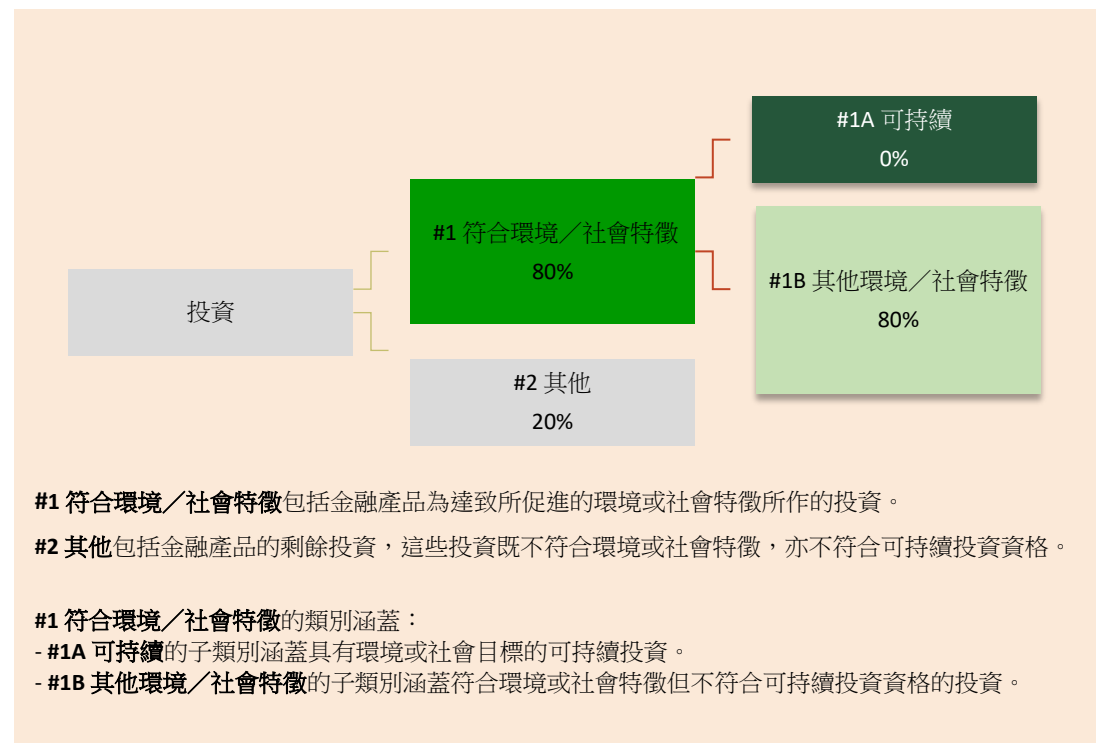 #1A 可持續
0%
#1 符合環境／社會特徵
80%
投資
#1B 其他環境／社會特徵
80%
#2 其他
20%
#1 符合環境／社會特徵包括金融產品為達致所促進的環境或社會特徵所作的投資。
#2 其他包括金融產品的剩餘投資，這些投資既不符合環境或社會特徵，亦不符合可持續投資資格。
#1 符合環境／社會特徵的類別涵蓋：
- #1A 可持續的子類別涵蓋具有環境或社會目標的可持續投資。
- #1B 其他環境／社會特徵的子類別涵蓋符合環境或社會特徵但不符合可持續投資資格的投資。